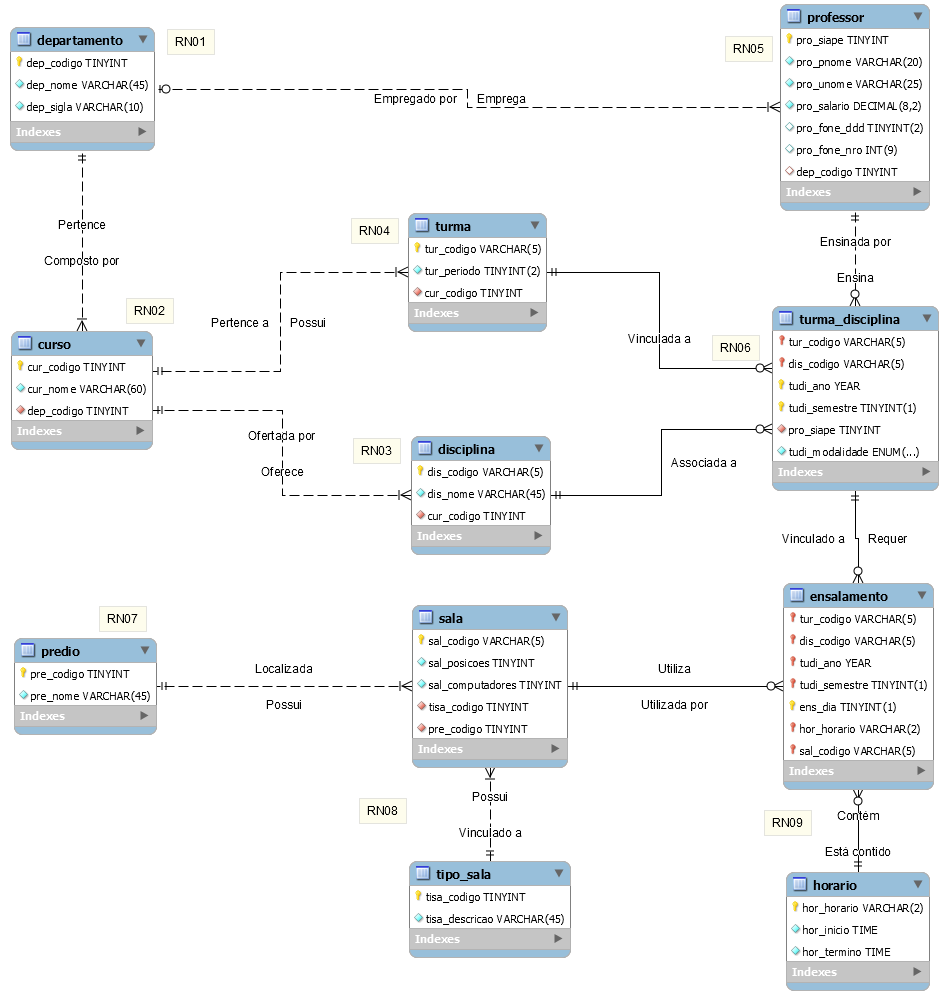 departamento
dep_codigo TINYINT
dep_nome VARCHAR(45)
dep_sigla VARCHAR(10)
Indexes
RN01
Empregado por
Emprega
RN05
professor
pro_siape TINYINT
pro_pnome VARCHAR(20)
pro_unome VARCHAR(25)
pro_salario DECIMAL(8,2)
pro_fone_ddd TINYINT(2)
pro_fone_nro INT(9)
dep_codigo TINYINT
Indexes
Pertence
Composto por
RN04
turma
tur_codigo VARCHAR(5)
tur_periodo TINYINT(2)
cur_codigo TINYINT
Indexes
Ensinada por
Ensina
RN02
curso
cur_codigo TINYINT
cur_nome VARCHAR(60)
dep_codigo TINYINT
Indexes
Pertence a
Possui
Vinculada a
RN06
turma_disciplina
tur_codigo VARCHAR(5)
dis_codigo VARCHAR(5)
tudi_ano YEAR
tudi_semestre TINYINT(1)
pro_siape TINYINT
tudi_modalidade ENUM(...)
Indexes
Ofertada por
Oferece
RN03
disciplina
dis_codigo VARCHAR(5)
dis_nome VARCHAR(45)
cur_codigo TINYINT
Indexes
Associada a
Vinculado a
Requer
RN07
predio
pre_codigo TINYINT
pre_nome VARCHAR(45)
Indexes
Localizada
Possui
sala
sal_codigo VARCHAR(5)
sal_posicoes TINYINT
sal_computadores TINYINT
tisa_codigo TINYINT
pre_codigo TINYINT
Indexes
Utiliza
Utilizada por
ensalamento
tur_codigo VARCHAR(5)
dis_codigo VARCHAR(5)
tudi_ano YEAR
tudi_semestre TINYINT(1)
ens_dia TINYINT(1)
hor_horario VARCHAR(2)
sal_codigo VARCHAR(5)
Indexes
RN08
Possui
Vinculado a
RN09
Contém
Está contido
tipo_sala
tisa_codigo TINYINT
tisa_descricao VARCHAR(45)
Indexes
horario
hor_horario VARCHAR(2)
hor_inicio TIME
hor_termino TIME
Indexes